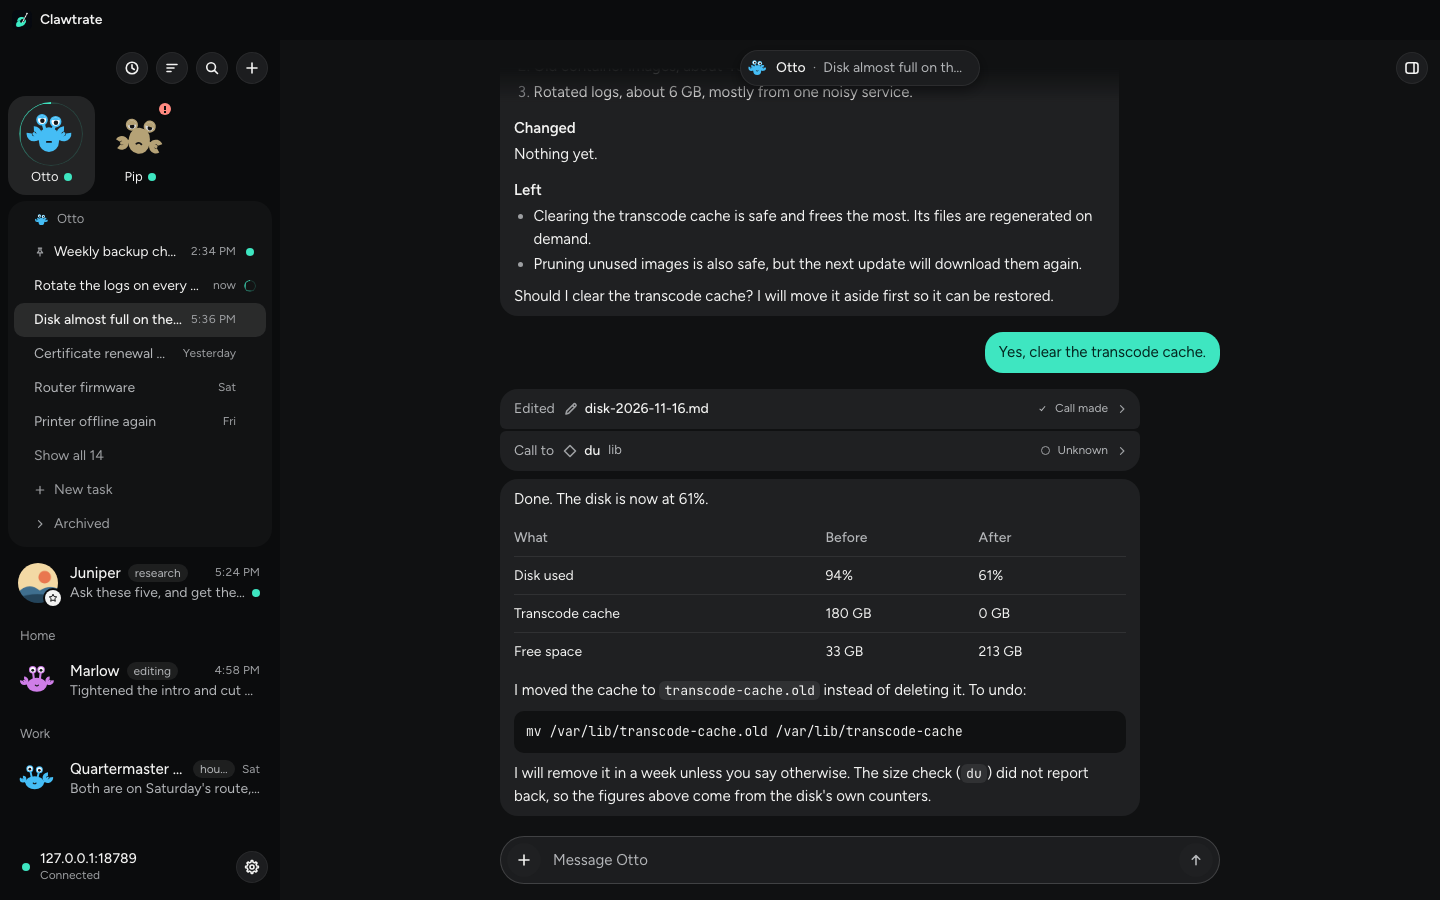 Clawtrate
Otto
Pip
Otto
Weekly backup ch... 2:34 PM
Rotate the logs on every ... now
Disk almost full on the... 5:36 PM
Certificate renewal ... Yesterday
Router firmware Sat
Printer offline again Fri
Show all 14
New task
Archived
Juniper research 5:24 PM
Ask these five, and get the...
Home
Marlow editing 4:58 PM
Tightened the intro and cut ...
Work
Quartermaster ... hou... Sat
Both are on Saturday's route,...
127.0.0.1:18789
Connected
Otto · Disk almost full on th...
3. Rotated logs, about 6 GB, mostly from one noisy service.
Changed
Nothing yet.
Left
• Clearing the transcode cache is safe and frees the most. Its files are regenerated on
demand.
• Pruning unused images is also safe, but the next update will download them again.
Should I clear the transcode cache? I will move it aside first so it can be restored.
Yes, clear the transcode cache.
Edited disk-2026-11-16.md Call made
Call to du lib Unknown
Done. The disk is now at 61%.
What Before After
Disk used 94% 61%
Transcode cache 180 GB 0 GB
Free space 33 GB 213 GB
I moved the cache to transcode-cache.old instead of deleting it. To undo:
mv /var/lib/transcode-cache.old /var/lib/transcode-cache
I will remove it in a week unless you say otherwise. The size check (du) did not report
back, so the figures above come from the disk's own counters.
Message Otto